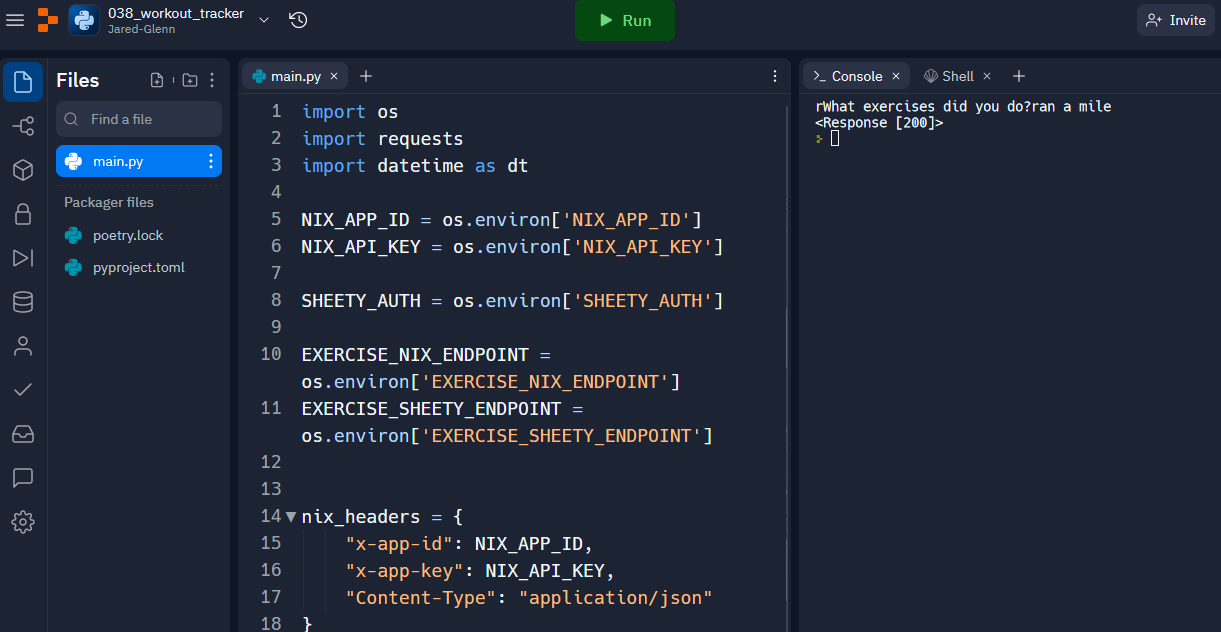 038_workout_tracker
Jared-Glenn
Run
Invite
Files
Find a file
main.py
Packager files
poetry.lock
pyproject.toml
main.py
1 import os
2 import requests
3 import datetime as dt
4
5 NIX_APP_ID = os.environ['NIX_APP_ID']
6 NIX_API_KEY = os.environ['NIX_API_KEY']
7
8 SHEETY_AUTH = os.environ['SHEETY_AUTH']
9
10 EXERCISE_NIX_ENDPOINT =
os.environ['EXERCISE_NIX_ENDPOINT']
11 EXERCISE_SHEETY_ENDPOINT =
os.environ['EXERCISE_SHEETY_ENDPOINT']
12
13
14 nix_headers = {
15 "x-app-id": NIX_APP_ID,
16 "x-app-key": NIX_API_KEY,
17 "Content-Type": "application/json"
18 }
Console
Shell
rWhat exercises did you do?ran a mile
<Response [200]>